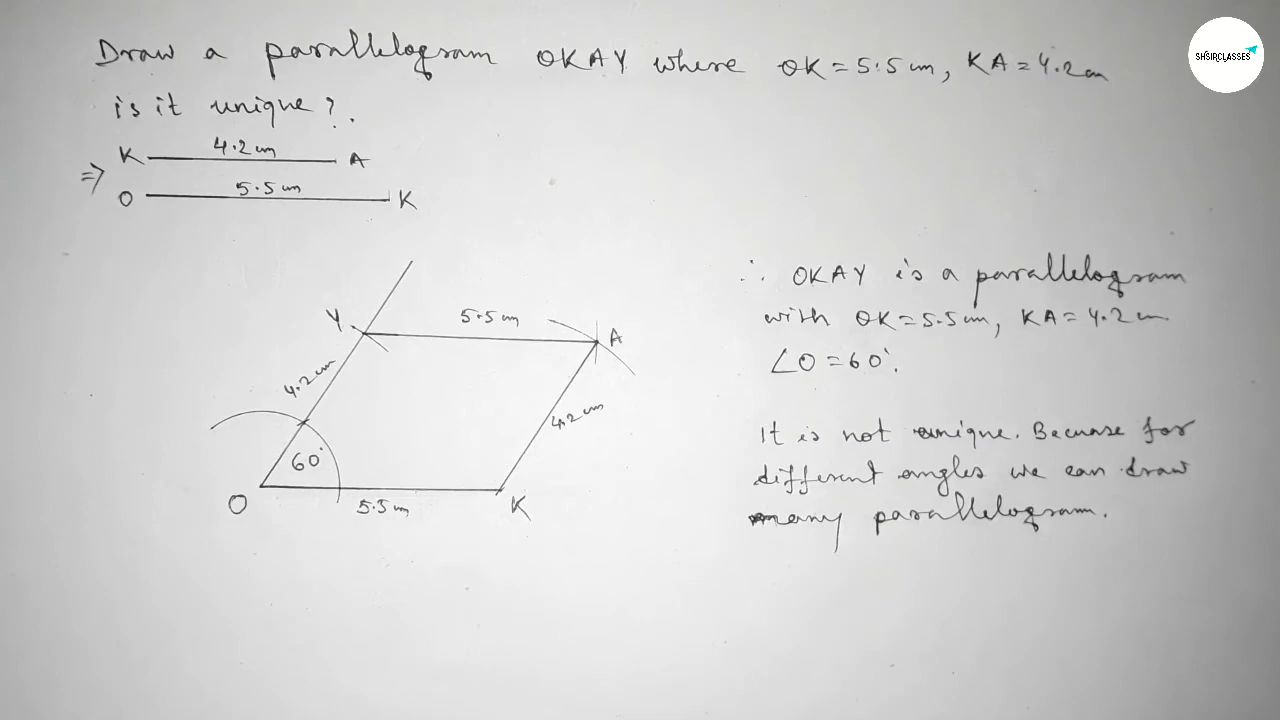 Draw a parallelogram OKAY where OK = 5.5 cm, KA = 4.2 cm
is it unique?.
SHSIRCLASSES
K 4.2 cm A
⇒
O 5.5 cm K
∴ OKAY is a parallelogram
with OK = 5.5 cm, KA = 4.2 cm
∠O = 60°.
Y 5.5 cm A
4.2 cm 4.2 cm
60°
O 5.5 cm K
It is not unique. Becuase for
different angles we can draw
many parallelogram.